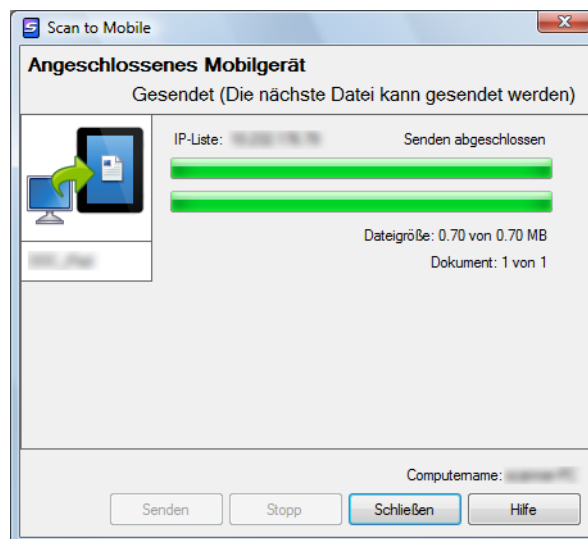 Scan to Mobile
Angeschlossenes Mobilgerät
Gesendet (Die nächste Datei kann gesendet werden)
IP-Liste: Senden abgeschlossen
Dateigröße: 0.70 von 0.70 MB
Dokument: 1 von 1
Computername:
Senden Stopp Schließen Hilfe